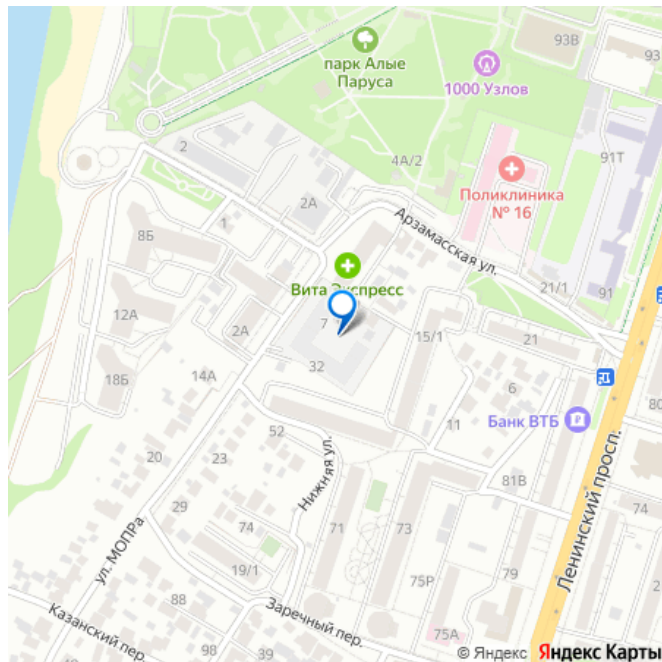 93В
парк Алые
Паруса
1000 Узлов
2
4А/2
91Т
Поликлиника
№ 16
2А
1
8Б
Арзамасская ул.
Вита Экспресс
21/1
91
12А
2А
7
15/1
21
32
14А
18Б
6
80
Банк ВТБ
11
52
20
23
Нижняя ул.
81В
Ленинский просп.
29
74
74
71
73
ул. МОПРа
19/1
79
75Р
88
Заречный пер.
Казанский пер.
75А
© Яндекс Яндекс Карты